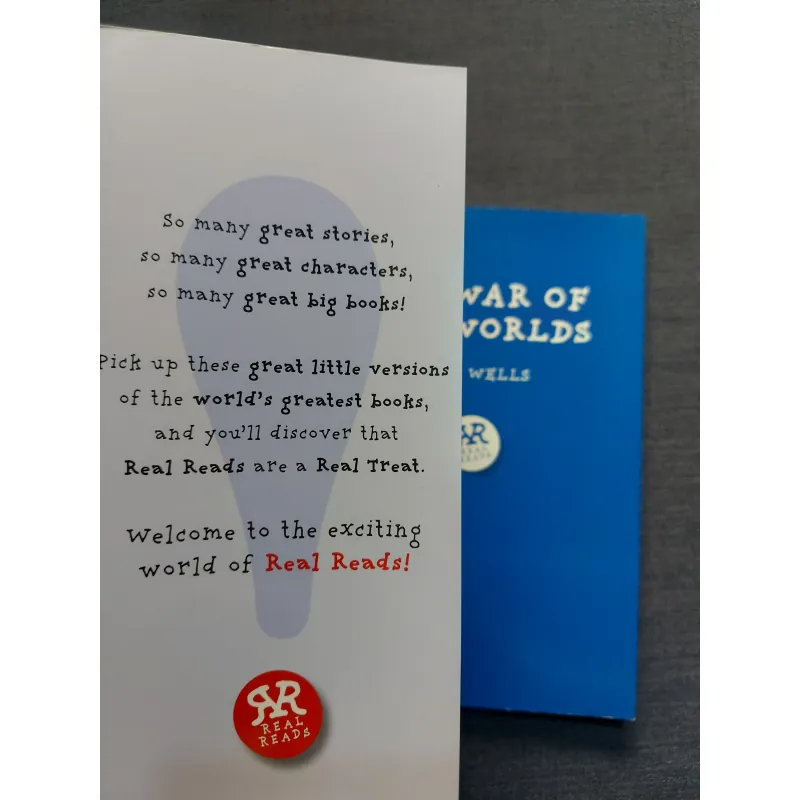 So many great stories,
so many great characters,
so many great big books!
Pick up these great little versions
of the world's greatest books,
and you'll discover that
Real Reads are a Real Treat.
Welcome to the exciting
world of Real Reads!
RR
REAL
READS
WAR OF
WORLDS
WELLS
RR
REAL
READS